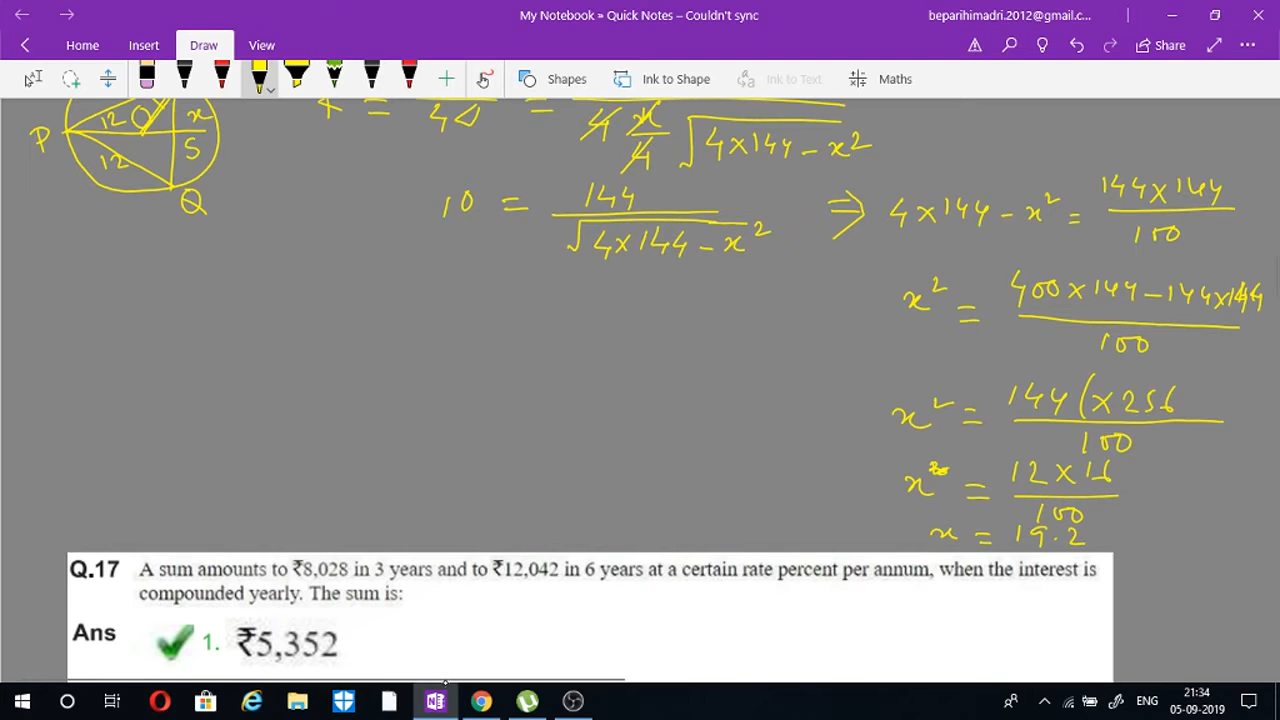 My Notebook » Quick Notes – Couldn't sync
beparihimadri.2012@gmail.c...
Home Insert Draw View
Share
Shapes
Ink to Shape
Ink to Text
Maths
12 x
P
12 S
Q
4Δ = 4 x/4 √4×144 – x²
10 = 144/√4×144 – x² ⇒ 4×144 – x² = 144×144/100
x² = 400×144 – 144×144/100
x² = 144(×256/100
x = 12×16/100
x = 19.2
Q.17 A sum amounts to ₹8,028 in 3 years and to ₹12,042 in 6 years at a certain rate percent per annum, when the interest is
compounded yearly. The sum is:
Ans 1. ₹5,352
ENG
21:34
05-09-2019